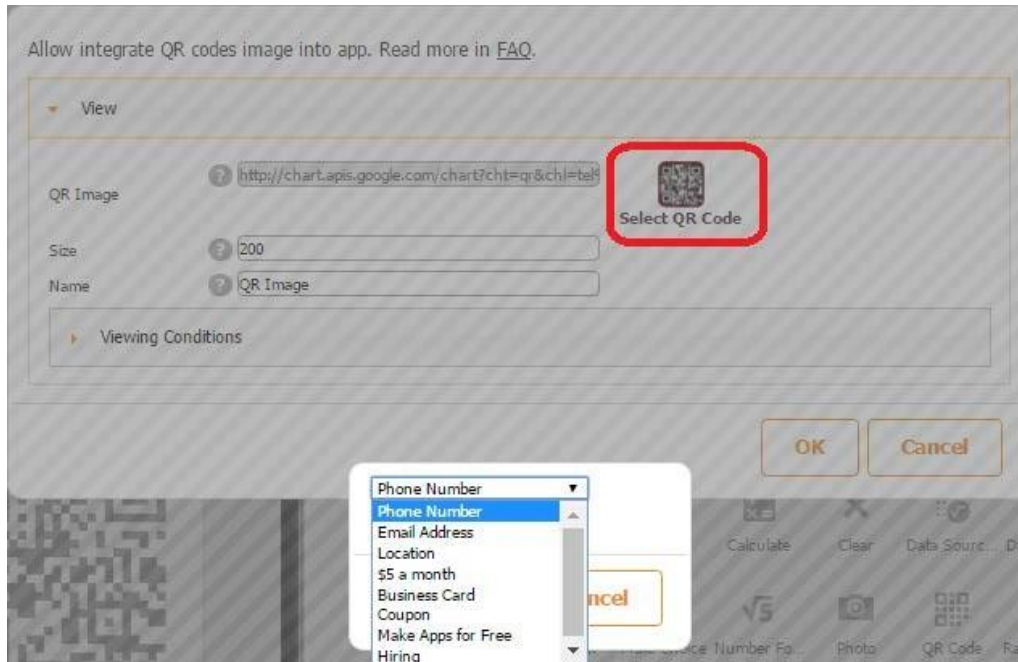 Allow integrate QR codes image into app. Read more in FAQ.
View
QR Image
http://chart.apis.google.com/chart?cht=qr&chl=tel
Select QR Code
Size
200
Name
QR Image
Viewing Conditions
OK
Cancel
Phone Number
Phone Number
Email Address
Location
$5 a month
Business Card
Coupon
Make Apps for Free
Hiring
ncel
Calculate
Clear
Data Sourc...
Number Fo...
Photo
QR Code